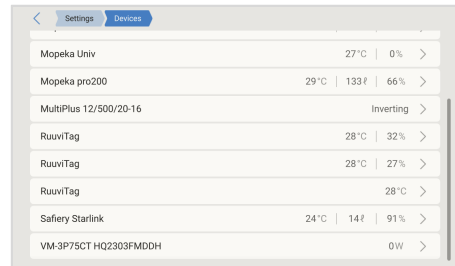 Settings Devices
Mopeka Univ 27°C 0%
Mopeka pro200 29°C 133ℓ 66%
MultiPlus 12/500/20-16 Inverting
RuuviTag 28°C 32%
RuuviTag 28°C 27%
RuuviTag 28°C
Safiery Starlink 24°C 14ℓ 91%
VM-3P75CT HQ2303FMDDH 0W